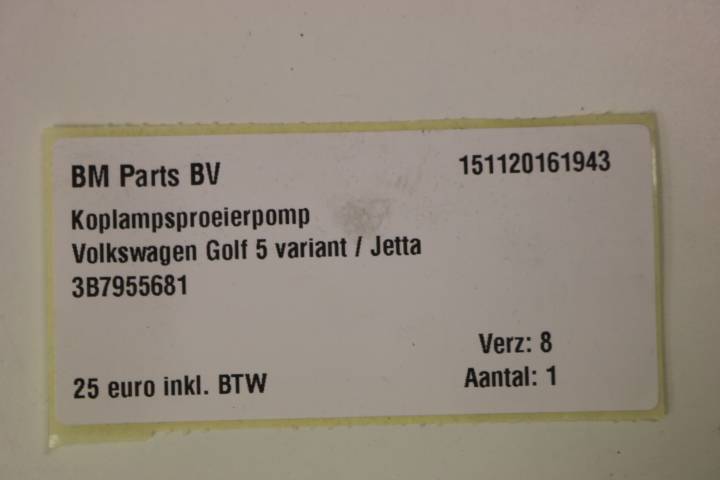 BM Parts BV 151120161943
Koplampsproeierpomp
Volkswagen Golf 5 variant / Jetta
3B7955681
Verz: 8
25 euro inkl. BTW Aantal: 1